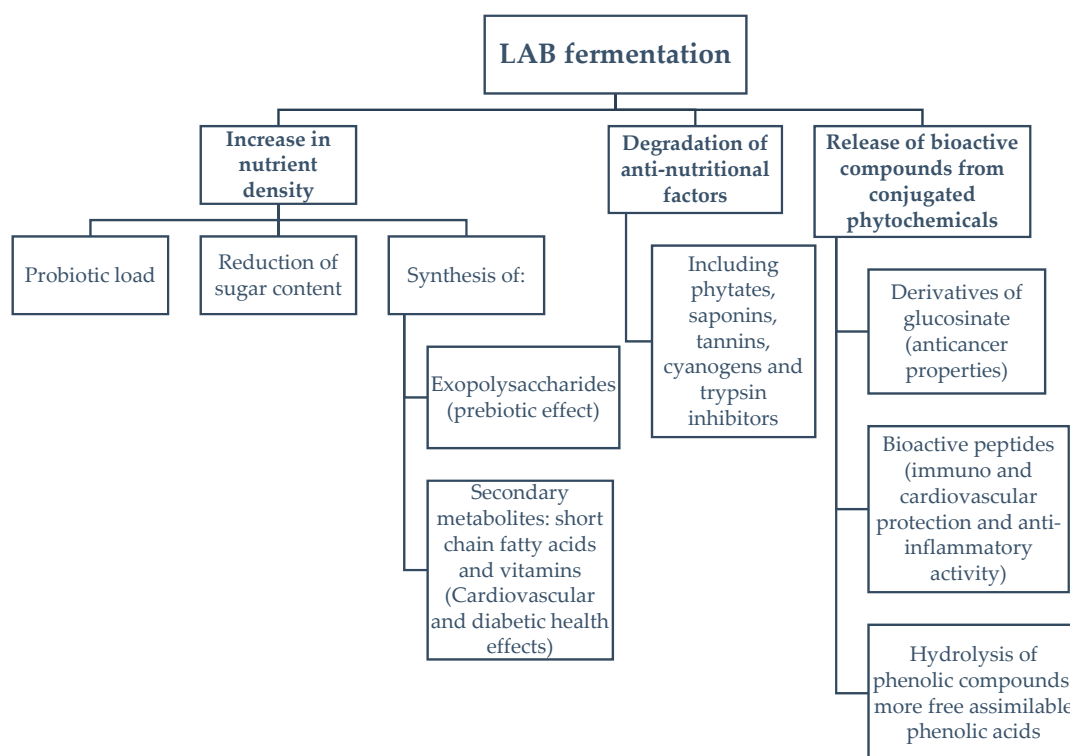 LAB fermentation
Increase in
nutrient
density
Degradation of
anti-nutritional
factors
Release of bioactive
compounds from
conjugated
phytochemicals
Probiotic load
Reduction of
sugar content
Synthesis of:
Exopolysaccharides
(prebiotic effect)
Secondary
metabolites: short
chain fatty acids
and vitamins
(Cardiovascular
and diabetic health
effects)
Including
phytates,
saponins,
tannins,
cyanogens and
trypsin
inhibitors
Derivatives of
glucosinate
(anticancer
properties)
Bioactive peptides
(immuno and
cardiovascular
protection and anti-
inflammatory
activity)
Hydrolysis of
phenolic compounds
more free assimilable
phenolic acids